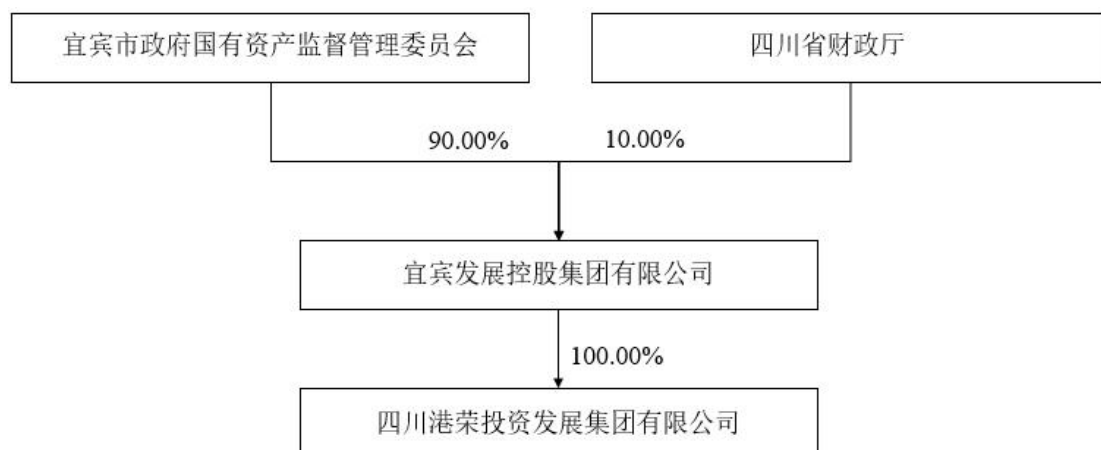 宜宾市政府国有资产监督管理委员会
四川省财政厅
90.00%
10.00%
宜宾发展控股集团有限公司
100.00%
四川港荣投资发展集团有限公司